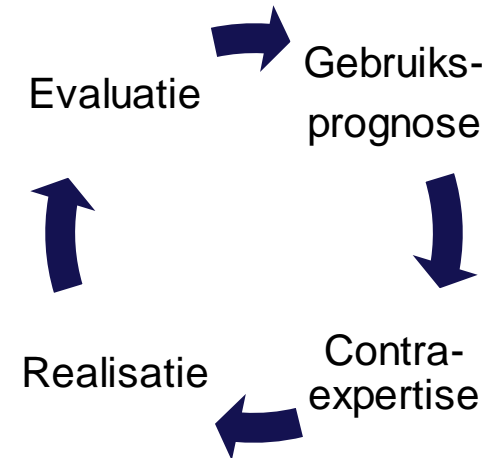 Evaluatie
Gebruiks-
prognose
Realisatie
Contra-
expertise